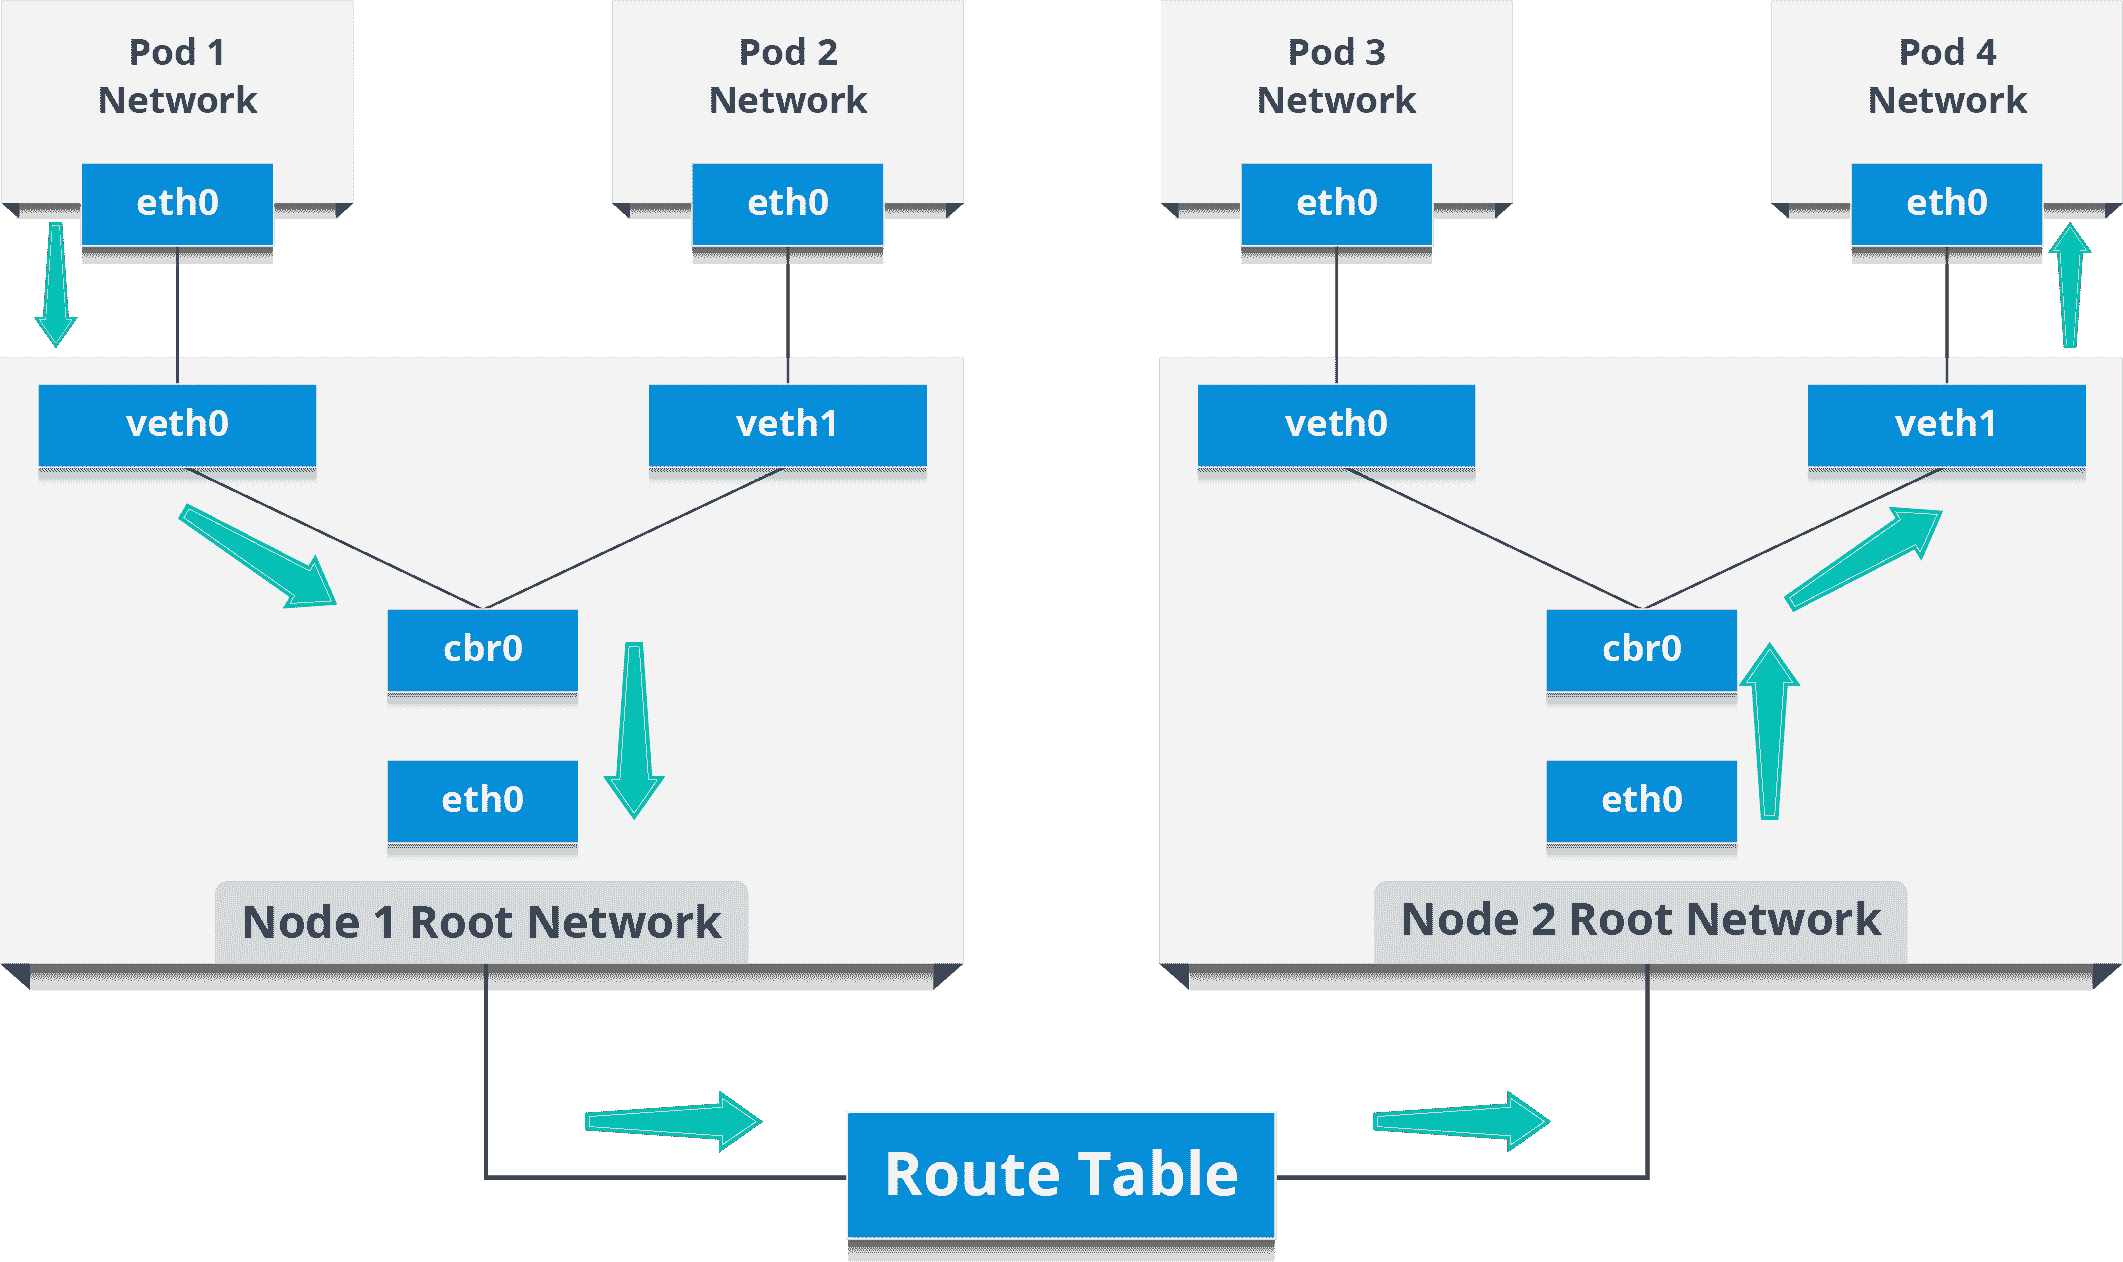 Pod 1
Network
Pod 2
Network
Pod 3
Network
Pod 4
Network
eth0
eth0
eth0
eth0
veth0
veth1
veth0
veth1
cbr0
cbr0
eth0
eth0
Node 1 Root Network
Node 2 Root Network
Route Table